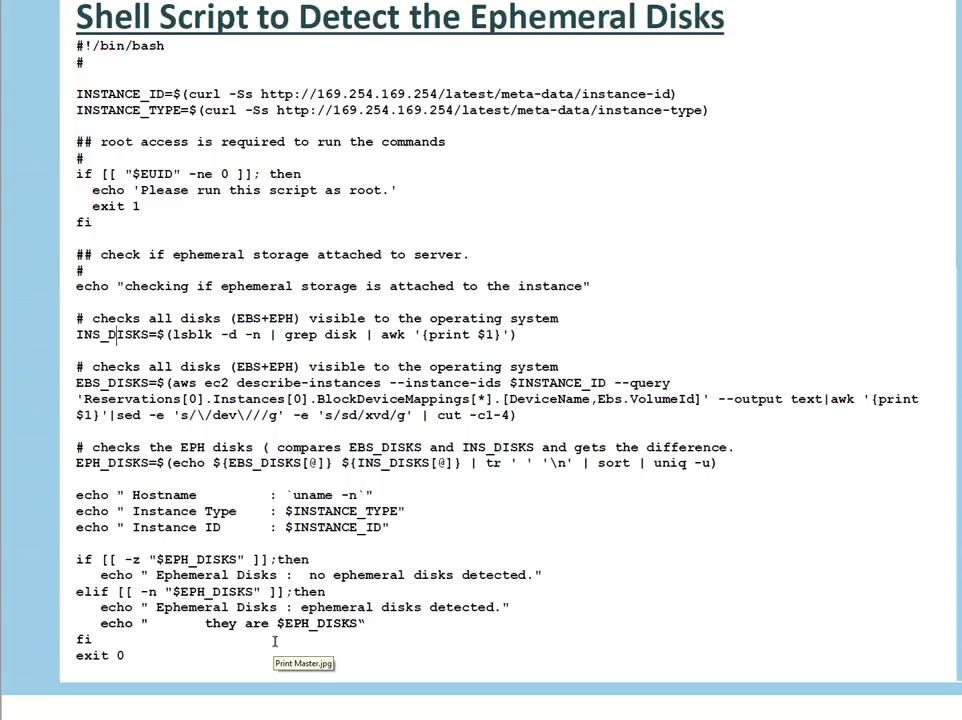 Shell Script to Detect the Ephemeral Disks
#!/bin/bash
#
INSTANCE_ID=$(curl -Ss http://169.254.169.254/latest/meta-data/instance-id)
INSTANCE_TYPE=$(curl -Ss http://169.254.169.254/latest/meta-data/instance-type)
## root access is required to run the commands
#
if [[ "$EUID" -ne 0 ]]; then
  echo 'Please run this script as root.'
  exit 1
fi
## check if ephemeral storage attached to server.
#
echo "checking if ephemeral storage is attached to the instance"
# checks all disks (EBS+EPH) visible to the operating system
INS_DISKS=$(lsblk -d -n | grep disk | awk '{print $1}')
# checks all disks (EBS+EPH) visible to the operating system
EBS_DISKS=$(aws ec2 describe-instances --instance-ids $INSTANCE_ID --query
'Reservations[0].Instances[0].BlockDeviceMappings[*].[DeviceName,Ebs.VolumeId]' --output text|awk '{print
$1}'|sed -e 's/\/dev\///g' -e 's/sd/xvd/g' | cut -c1-4)
# checks the EPH disks ( compares EBS_DISKS and INS_DISKS and gets the difference.
EPH_DISKS=$(echo ${EBS_DISKS[@]} ${INS_DISKS[@]} | tr ' ' '\n' | sort | uniq -u)
echo " Hostname         : `uname -n`"
echo " Instance Type    : $INSTANCE_TYPE"
echo " Instance ID      : $INSTANCE_ID"
if [[ -z "$EPH_DISKS" ]];then
   echo " Ephemeral Disks :  no ephemeral disks detected."
elif [[ -n "$EPH_DISKS" ]];then
   echo " Ephemeral Disks : ephemeral disks detected."
   echo "       they are $EPH_DISKS“
fi
exit 0
Print Master.jpg